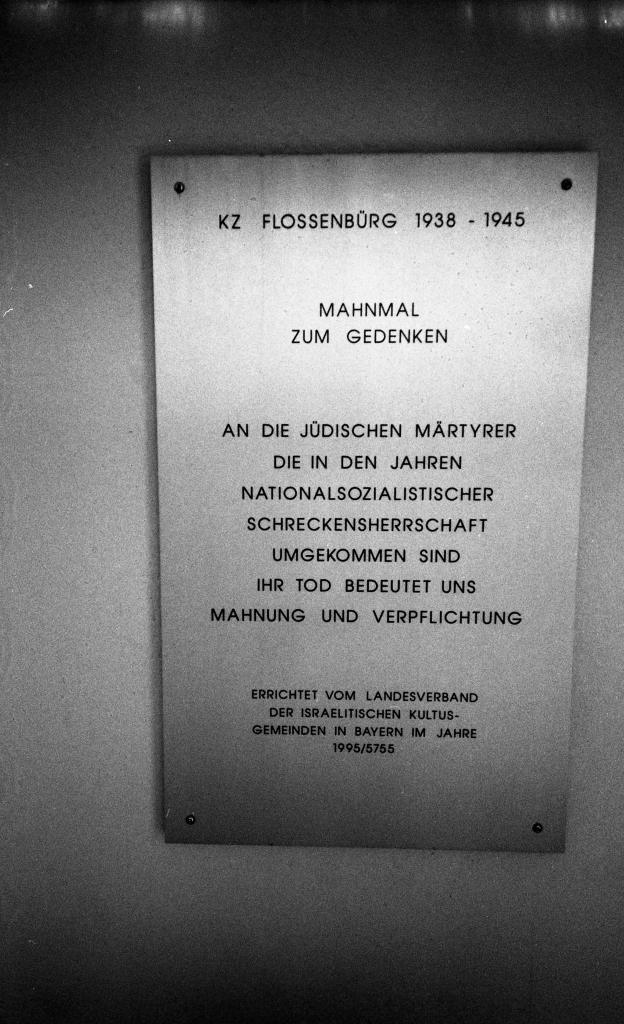 KZ FLOSSENBÜRG 1938 - 1945
MAHNMAL
ZUM GEDENKEN
AN DIE JÜDISCHEN MÄRTYRER
DIE IN DEN JAHREN
NATIONALSOZIALISTISCHER
SCHRECKENSHERRSCHAFT
UMGEKOMMEN SIND
IHR TOD BEDEUTET UNS
MAHNUNG UND VERPFLICHTUNG
ERRICHTET VOM LANDESVERBAND
DER ISRAELITISCHEN KULTUS-
GEMEINDEN IN BAYERN IM JAHRE
1995/5755